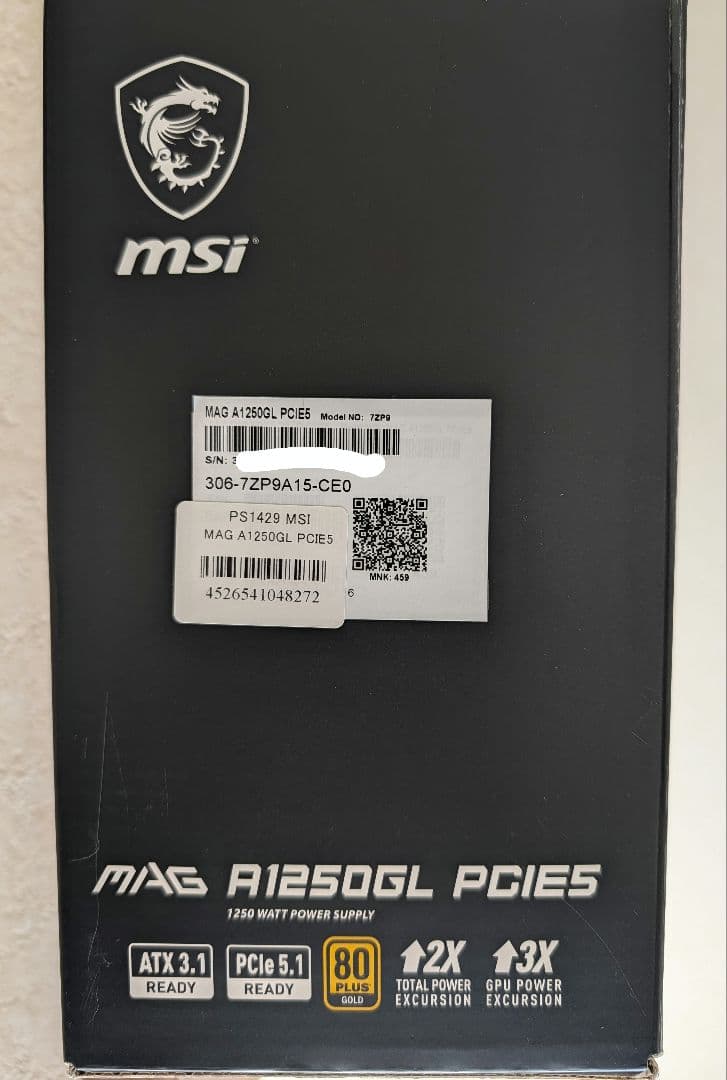 msi®
MAG A1250GL PCIE5 Model NO: 7ZP9
S/N: 3
306-7ZP9A15-CE0
PS1429 MSI
MAG A1250GL PCIE5
4526541048272
MNK: 459
6
MAG A1250GL PCIE5
1250 WATT POWER SUPPLY
ATX 3.1
READY
PCIe 5.1
READY
80
PLUS
GOLD
2X
TOTAL POWER
EXCURSION
3X
GPU POWER
EXCURSION